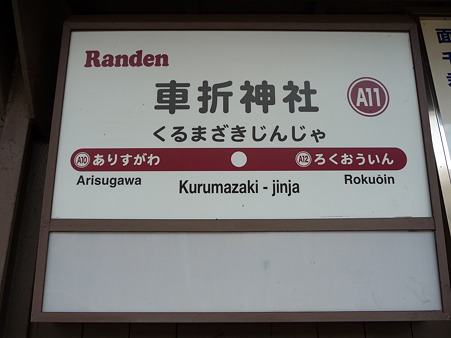 Randen
車折神社
A11
くるまざきじんじゃ
A10 ありすがわ
A12 ろくおういん
Arisugawa
Kurumazaki - jinja
Rokuōin